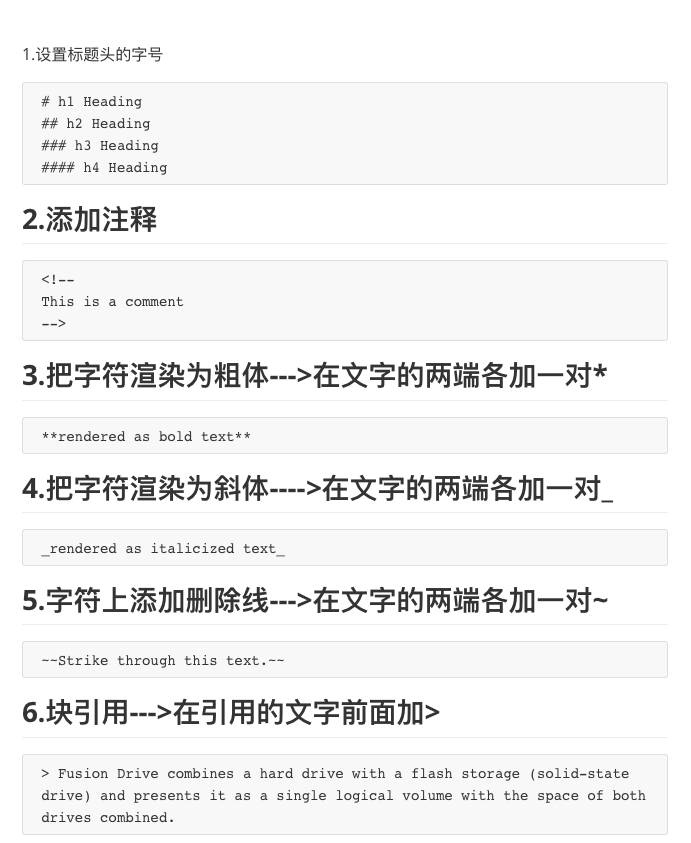 1.设置标题头的字号
# h1 Heading
## h2 Heading
### h3 Heading
#### h4 Heading
2.添加注释
<!--
This is a comment
-->
3.把字符渲染为粗体--->在文字的两端各加一对*
**rendered as bold text**
4.把字符渲染为斜体---->在文字的两端各加一对_
_rendered as italicized text_
5.字符上添加删除线--->在文字的两端各加一对~
~~Strike through this text.~~
6.块引用--->在引用的文字前面加>
> Fusion Drive combines a hard drive with a flash storage (solid-state
drive) and presents it as a single logical volume with the space of both
drives combined.